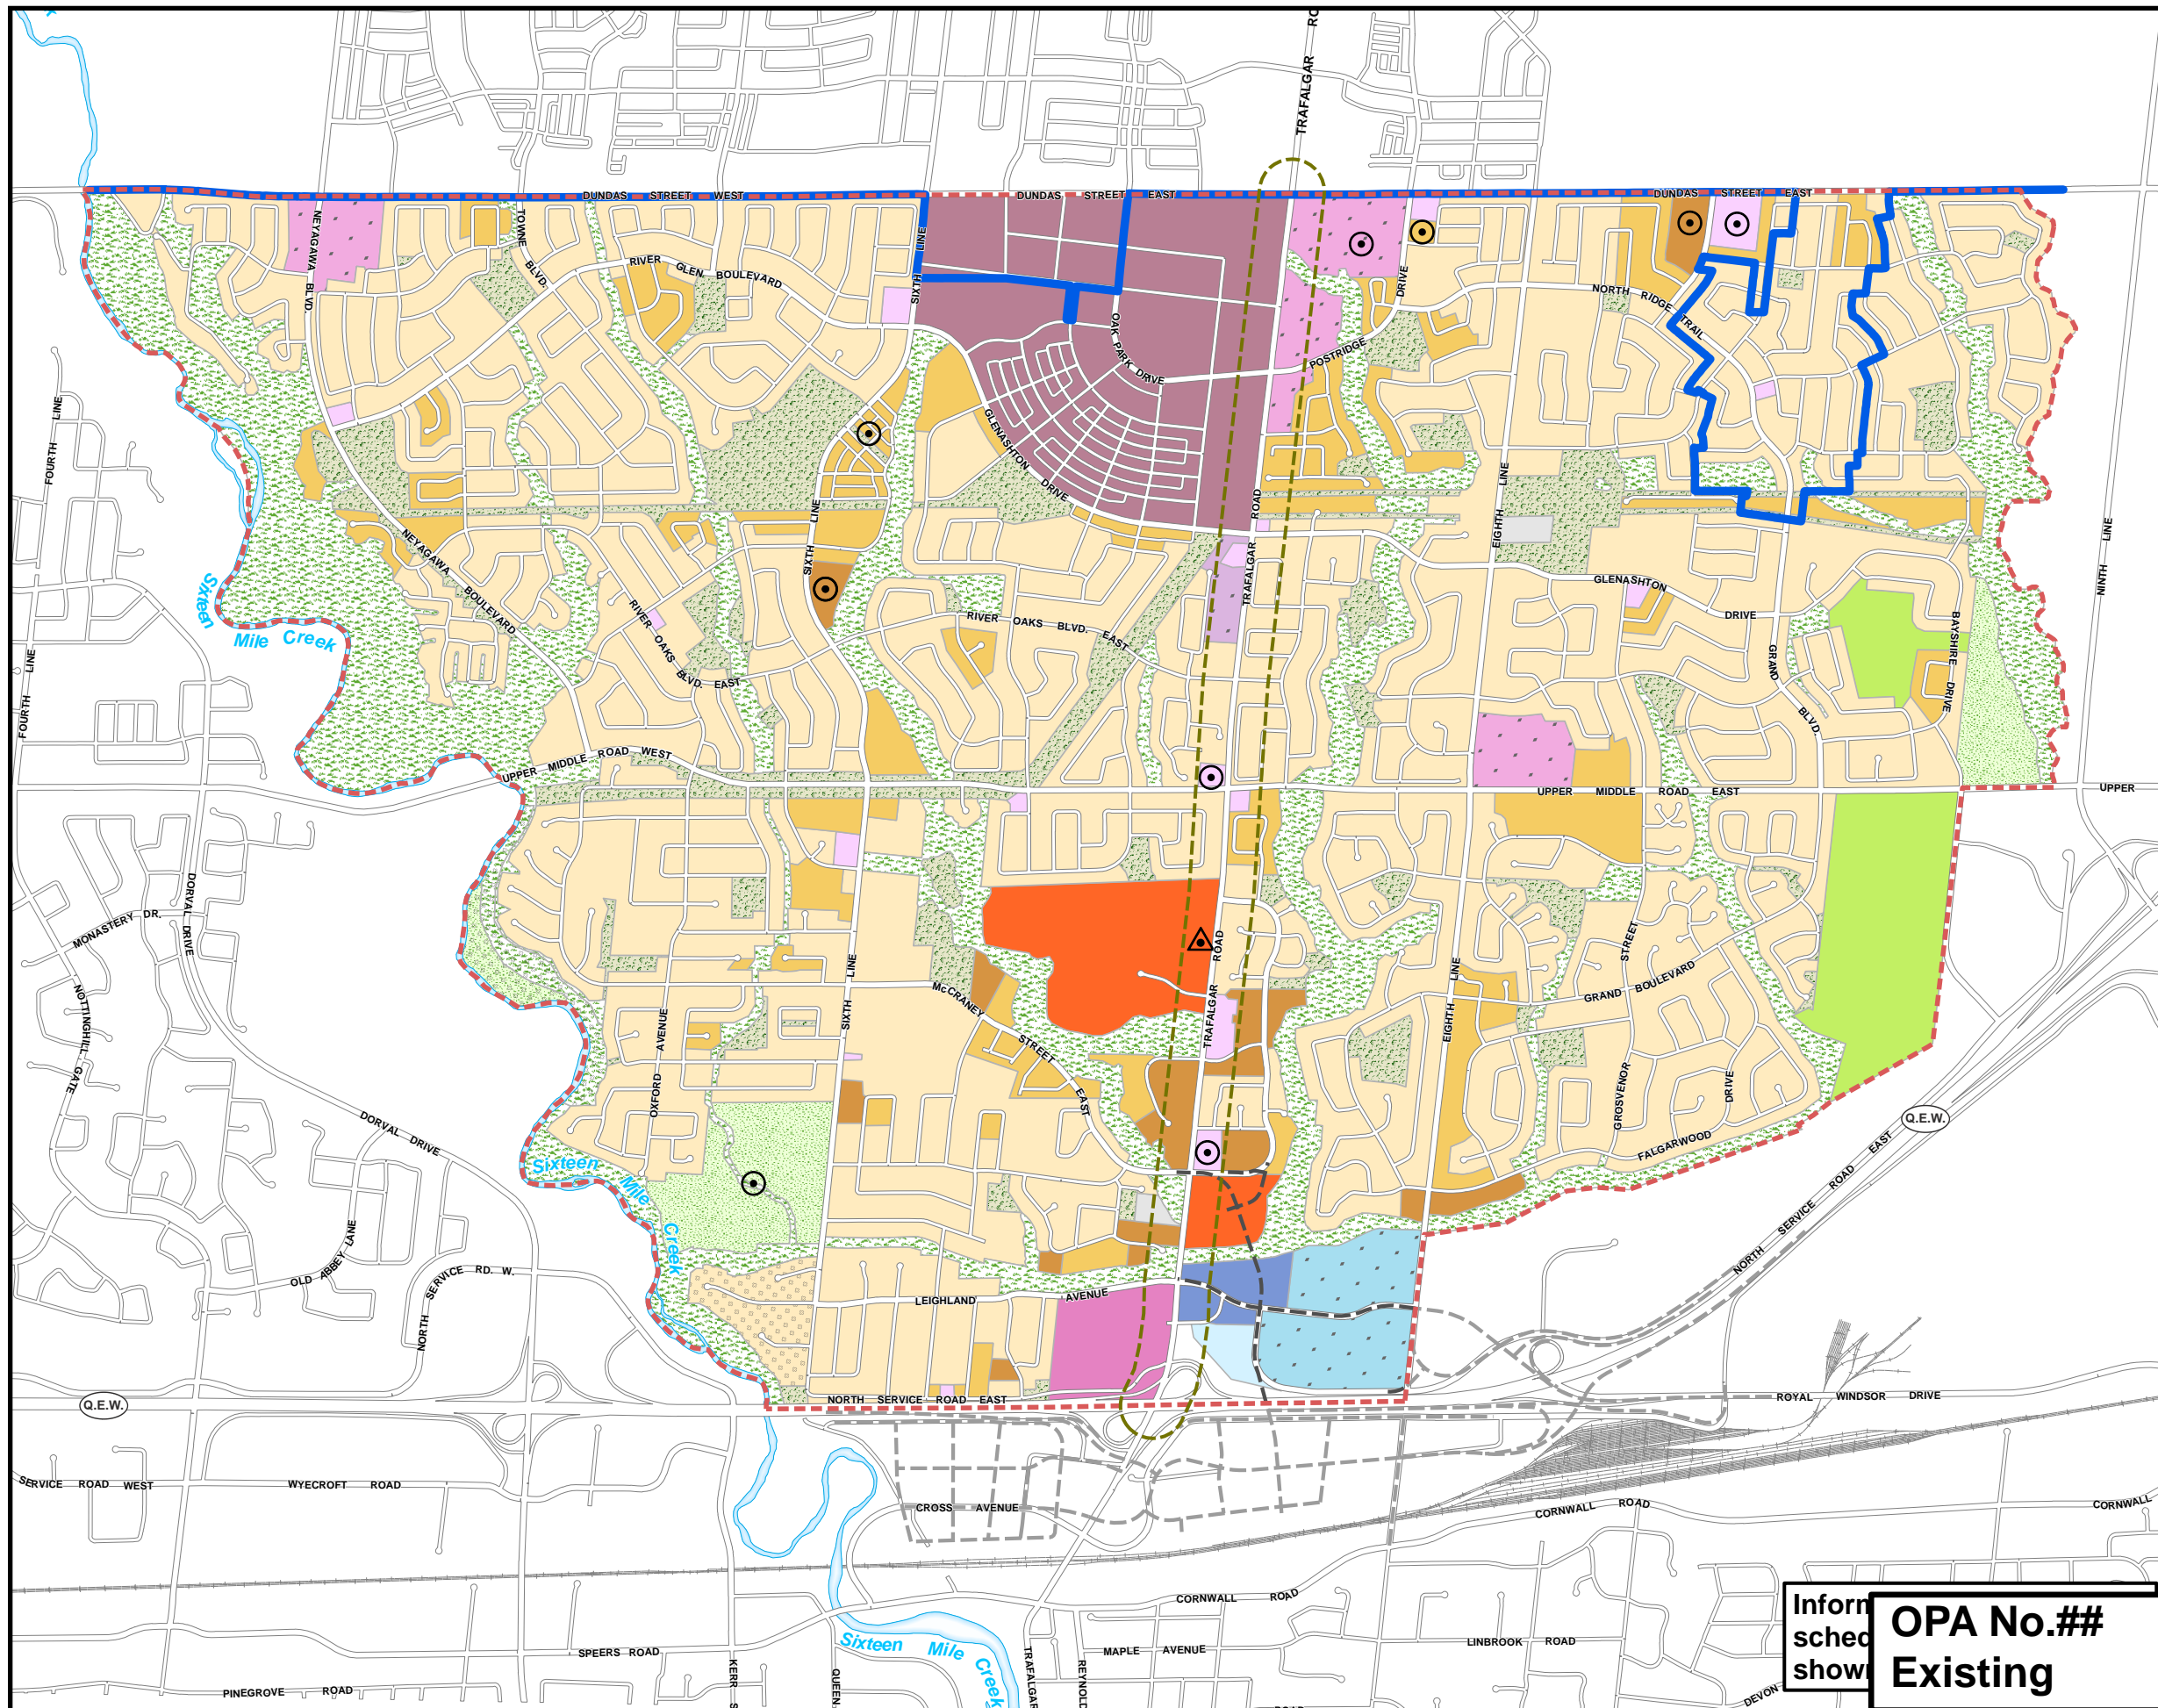 TRAFALGAR RO
TRAFALGAR
DUNDAS STREET WEST
DUNDAS STREET EAST
DUNDAS STREET EAST
NEYAGAWA BLVD.
TOWNE BLVD.
RIVER GLEN BOULEVARD
SIXTH LINE
OAK PARK DRIVE
POSTRIDGE DRIVE
NORTH RIDGE TRAIL
FOURTH LINE
GLENASHTON DRIVE
SIXTH LINE
TRAFALGAR ROAD
EIGHTH LINE
NINTH LINE
NEYAGAWA BOULEVARD
Sixteen
Mile Creek
RIVER OAKS BLVD. EAST
RIVER OAKS BLVD. EAST
GLENASHTON DRIVE
GRAND BLVD.
BAYSHIRE DRIVE
FOURTH LINE
UPPER MIDDLE ROAD WEST
UPPER MIDDLE ROAD EAST
UPPER
MONASTERY DR.
DORVAL DRIVE
NOTTINGHILL GATE
McCRANEY STREET EAST
OXFORD AVENUE
SIXTH LINE
TRAFALGAR ROAD
EIGHTH LINE
GRAND BOULEVARD
GROSVENOR STREET
FALGARWOOD DRIVE
DORVAL DRIVE
Q.E.W.
NORTH SERVICE ROAD EAST
Sixteen Mile Creek
OLD ABBEY LANE
NORTH SERVICE RD. W.
LEIGHLAND AVENUE
NORTH SERVICE ROAD EAST
Q.E.W.
ROYAL WINDSOR DRIVE
SERVICE ROAD WEST
WYECROFT ROAD
CROSS AVENUE
CORNWALL ROAD
CORNWALL
CORNWALL ROAD
SPEERS ROAD
Sixteen Mile Creek
MAPLE AVENUE
LINBROOK ROAD
PINEGROVE ROAD
KERR S
QUEEN
TRAFALGAR
REYNOLD
DEVON
Inforn
sched
shown
OPA No.##
Existing